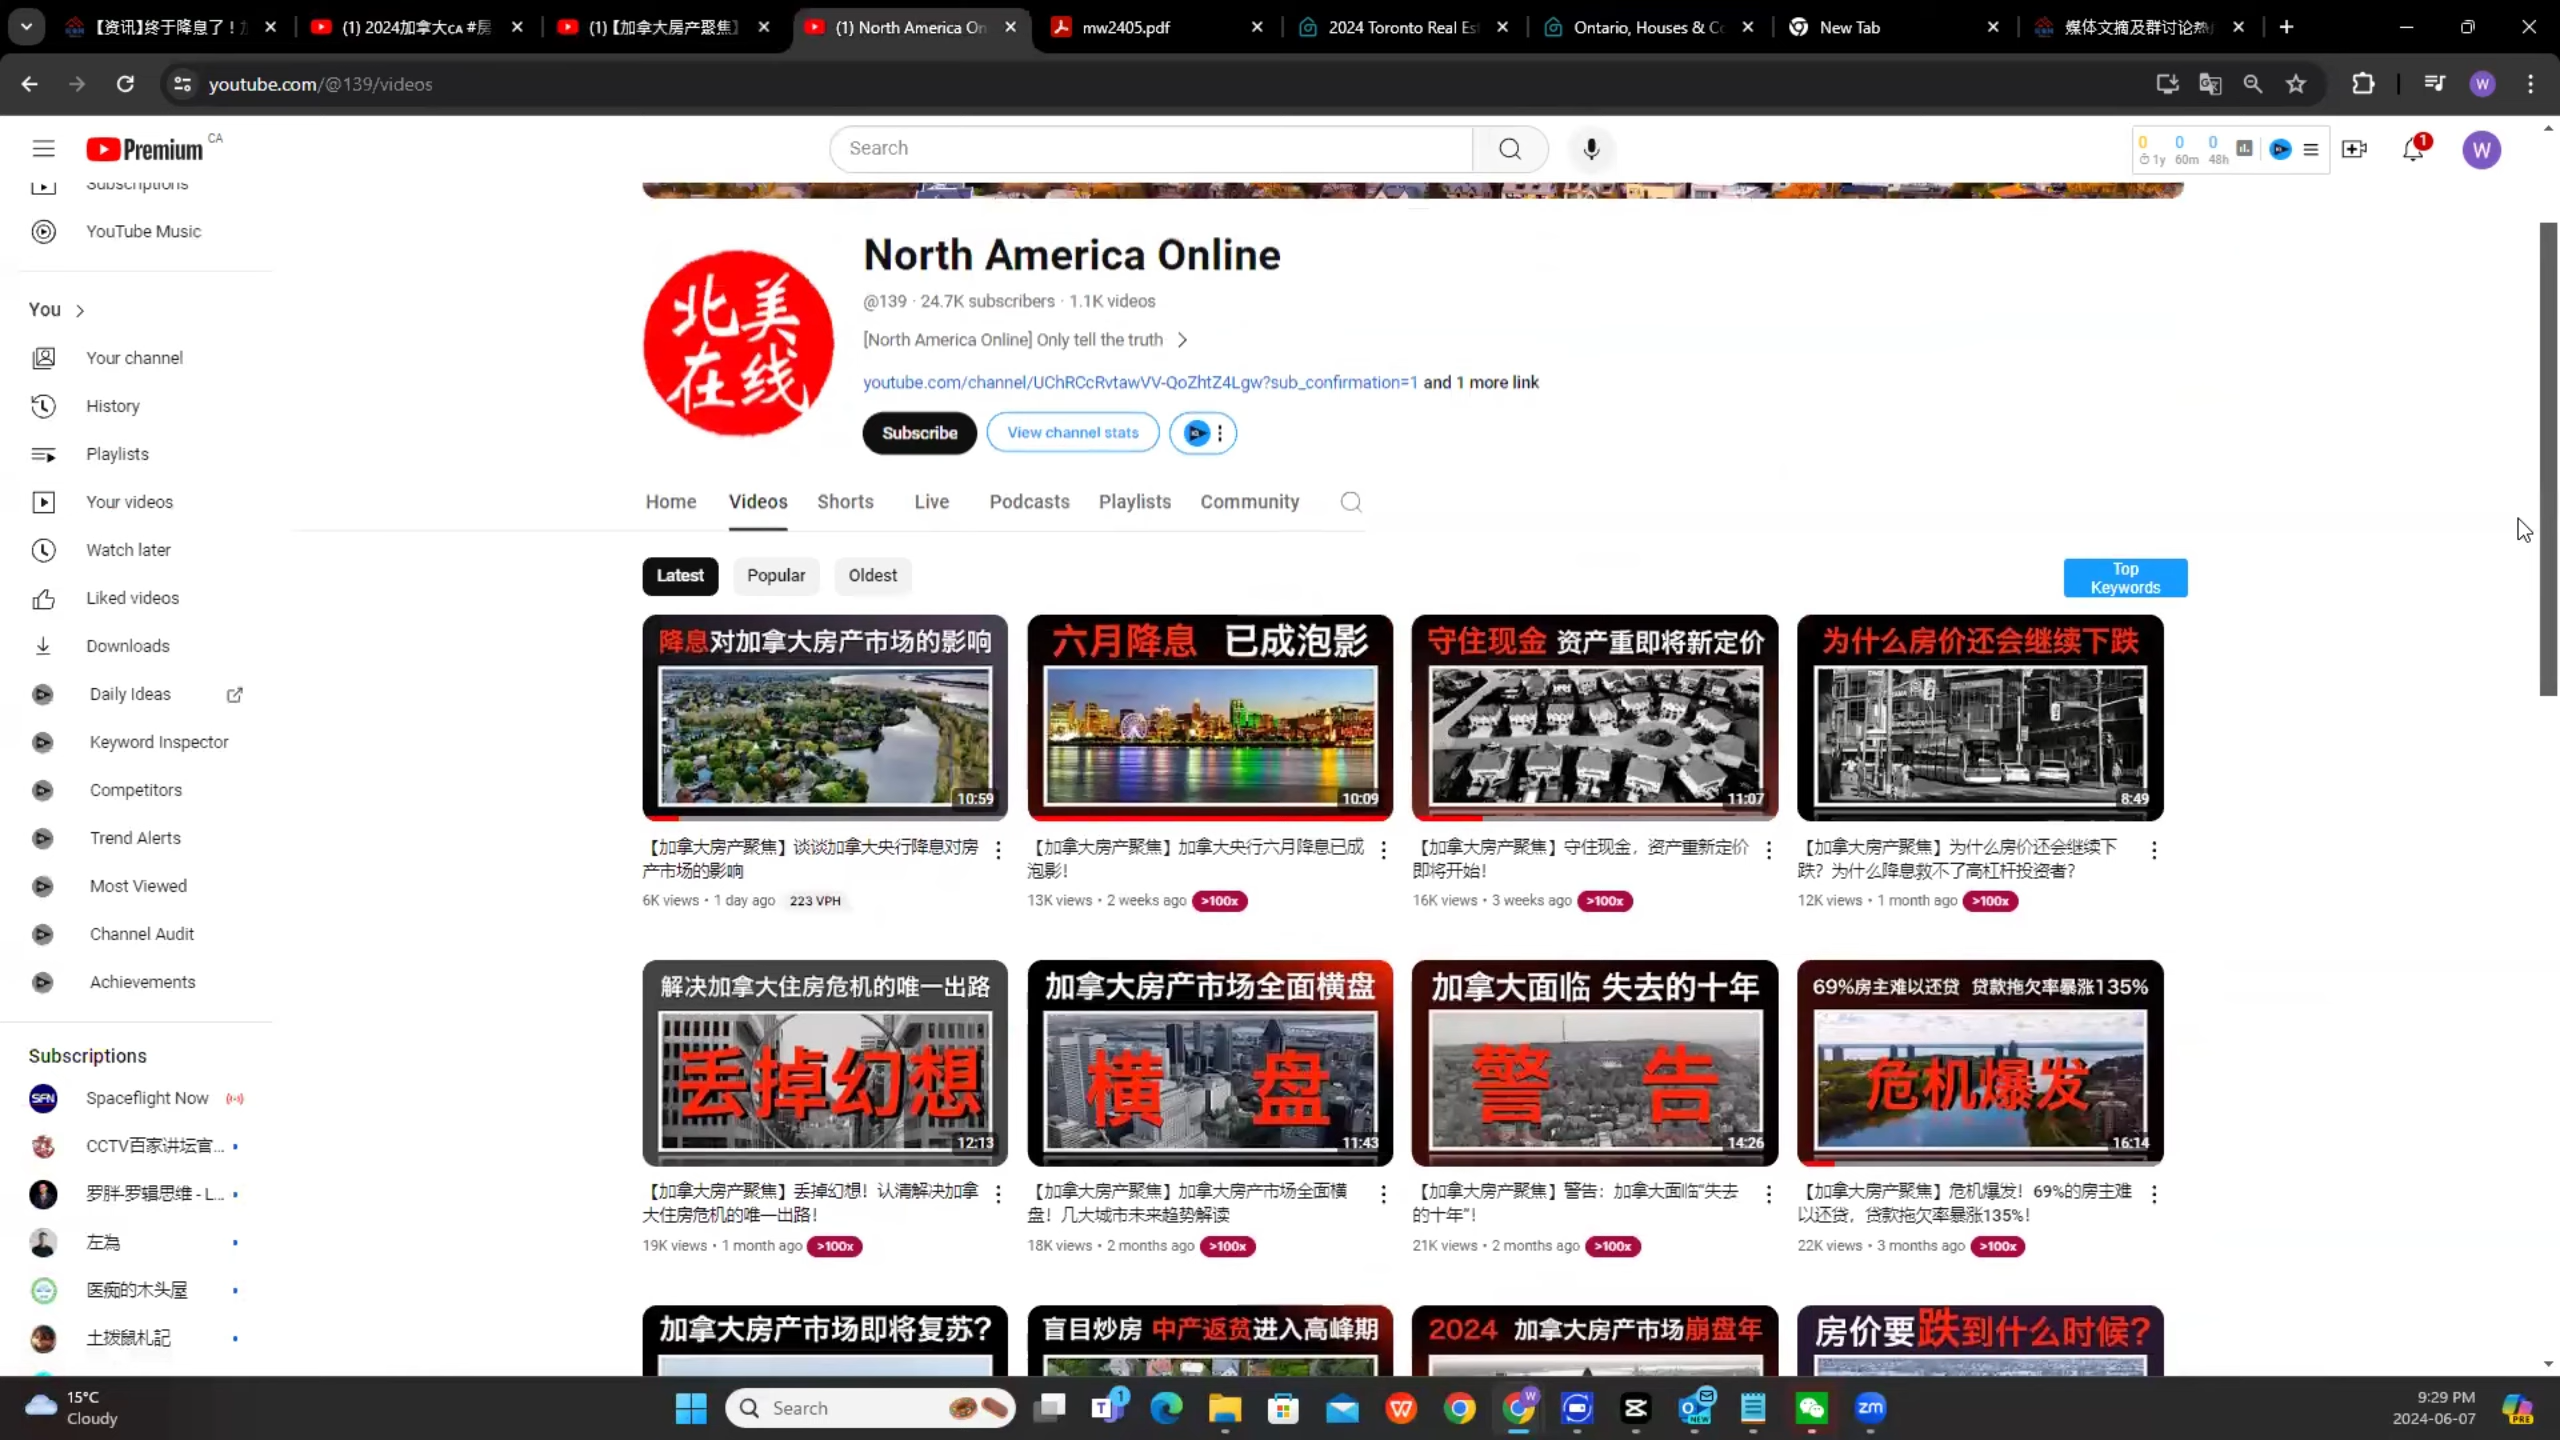 【资讯】终于降息了！
(1) 2024加拿大CA #房
(1)【加拿大房产聚焦】
(1) North America On
mw2405.pdf
2024 Toronto Real Es
Ontario, Houses & Co
New Tab
媒体文摘及群讨论热
youtube.com/@139/videos
W
Premium
CA
Search
0 0 0
1y 60m 48h
1
W
Subscriptions
YouTube Music
You
Your channel
History
Playlists
Your videos
Watch later
Liked videos
Downloads
Daily Ideas
Keyword Inspector
Competitors
Trend Alerts
Most Viewed
Channel Audit
Achievements
Subscriptions
SFN
Spaceflight Now
CCTV百家讲坛官...
罗胖-罗辑思维 - L...
左為
医痴的木头屋
土拨鼠札記
北美
在线
North America Online
@139 · 24.7K subscribers · 1.1K videos
[North America Online] Only tell the truth
youtube.com/channel/UChRCcRvtawVV-QoZhtZ4Lgw?sub_confirmation=1 and 1 more link
Subscribe
View channel stats
Home Videos Shorts Live Podcasts Playlists Community
Latest Popular Oldest
Top
Keywords
降息对加拿大房产市场的影响
10:59
【加拿大房产聚焦】谈谈加拿大央行降息对房
产市场的影响
6K views • 1 day ago 223 VPH
六月降息 已成泡影
10:09
【加拿大房产聚焦】加拿大央行六月降息已成
泡影！
13K views • 2 weeks ago >100x
守住现金 资产重即将新定价
11:07
【加拿大房产聚焦】守住现金，资产重新定价
即将开始！
16K views • 3 weeks ago >100x
为什么房价还会继续下跌
8:49
【加拿大房产聚焦】为什么房价还会继续下
跌？为什么降息救不了高杠杆投资者？
12K views • 1 month ago >100x
解决加拿大住房危机的唯一出路
丢掉幻想
12:13
【加拿大房产聚焦】丢掉幻想！认清解决加拿
大住房危机的唯一出路！
19K views • 1 month ago >100x
加拿大房产市场全面横盘
横 盘
11:43
【加拿大房产聚焦】加拿大房产市场全面横
盘！几大城市未来趋势解读
18K views • 2 months ago >100x
加拿大面临 失去的十年
警 告
14:26
【加拿大房产聚焦】警告：加拿大面临“失去
的十年”！
21K views • 2 months ago >100x
69%房主难以还贷 贷款拖欠率暴涨135%
危机爆发
16:14
【加拿大房产聚焦】危机爆发！69%的房主难
以还贷，贷款拖欠率暴涨135%！
22K views • 3 months ago >100x
加拿大房产市场即将复苏？
盲目炒房 中产返贫进入高峰期
2024 加拿大房产市场崩盘年
房价要跌到什么时候？
15°C
Cloudy
Search
T
1
W
zm
NEW
9:29 PM
2024-06-07
PRE